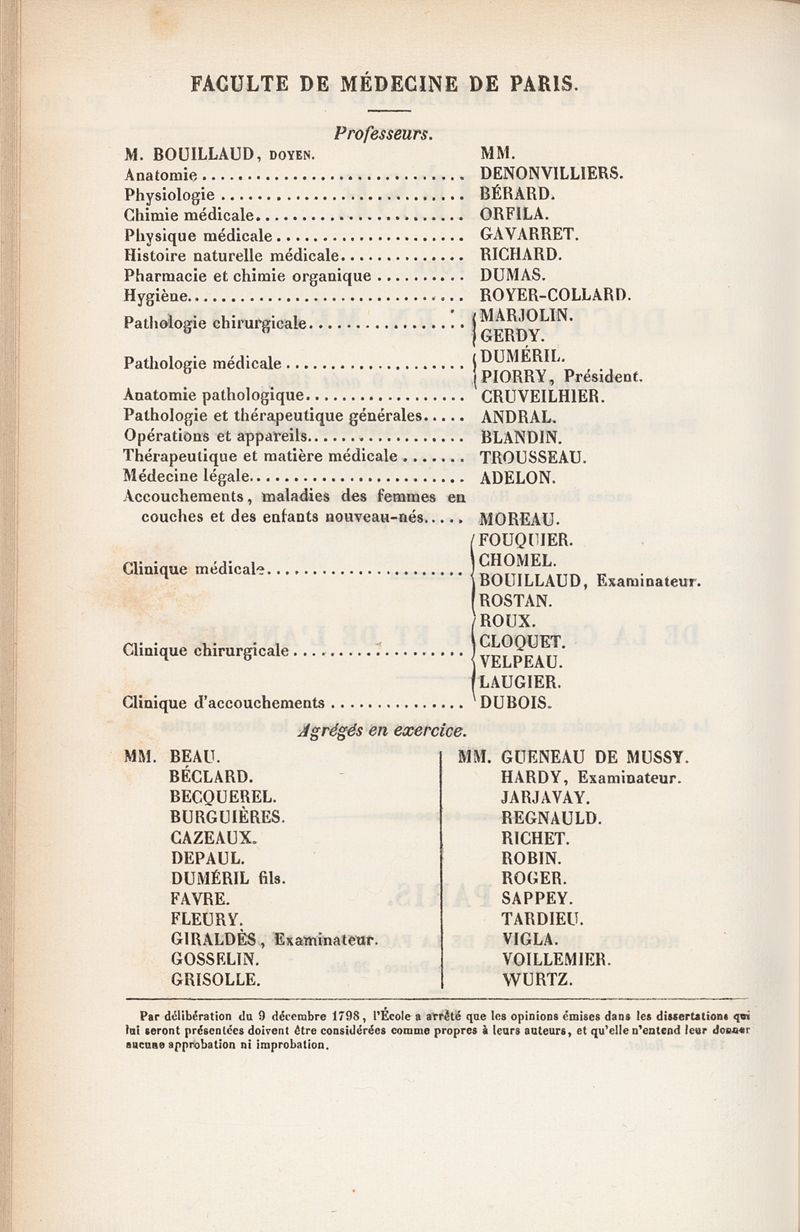 FACULTE DE MÉDECINE DE PARIS.
Professeurs.
M. BOUILLAUD, DOYEN. MM.
Anatomie ............................. DENONVILLIERS.
Physiologie ........................... BÉRARD.
Chimie médicale....................... ORFILA.
Physique médicale ..................... GAVARRET.
Histoire naturelle médicale.............. RICHARD.
Pharmacie et chimie organique .......... DUMAS.
Hygiène.............................. ROYER-COLLARD.
Pathologie chirurgicale................. { MARJOLIN.
GERDY.
Pathologie médicale .................... { DUMÉRIL.
PIORRY, Président.
Anatomie pathologique.................. CRUVEILHIER.
Pathologie et thérapeutique générales..... ANDRAL.
Opérations et appareils.................. BLANDIN.
Thérapeutique et matière médicale ....... TROUSSEAU.
Médecine légale........................ ADELON.
Accouchements, maladies des femmes en
couches et des enfants nouveau-nés..... MOREAU.
Clinique médicale...................... { FOUQUIER.
CHOMEL.
BOUILLAUD, Examinateur.
ROSTAN.
Clinique chirurgicale ................... { ROUX.
CLOQUET.
VELPEAU.
LAUGIER.
Clinique d'accouchements ............... DUBOIS.
Agrégés en exercice.
MM. BEAU.
BÉCLARD.
BECQUEREL.
BURGUIÈRES.
CAZEAUX.
DEPAUL.
DUMÉRIL fils.
FAVRE.
FLEURY.
GIRALDÈS, Examinateur.
GOSSELIN.
GRISOLLE.
MM. GUENEAU DE MUSSY.
HARDY, Examinateur.
JARJAVAY.
REGNAULD.
RICHET.
ROBIN.
ROGER.
SAPPEY.
TARDIEU.
VIGLA.
VOILLEMIER.
WURTZ.
Par délibération du 9 décembre 1798, l'École a arrêté que les opinions émises dans les dissertations qui
lui seront présentées doivent être considérées comme propres à leurs auteurs, et qu'elle n'entend leur donner
aucune approbation ni improbation.